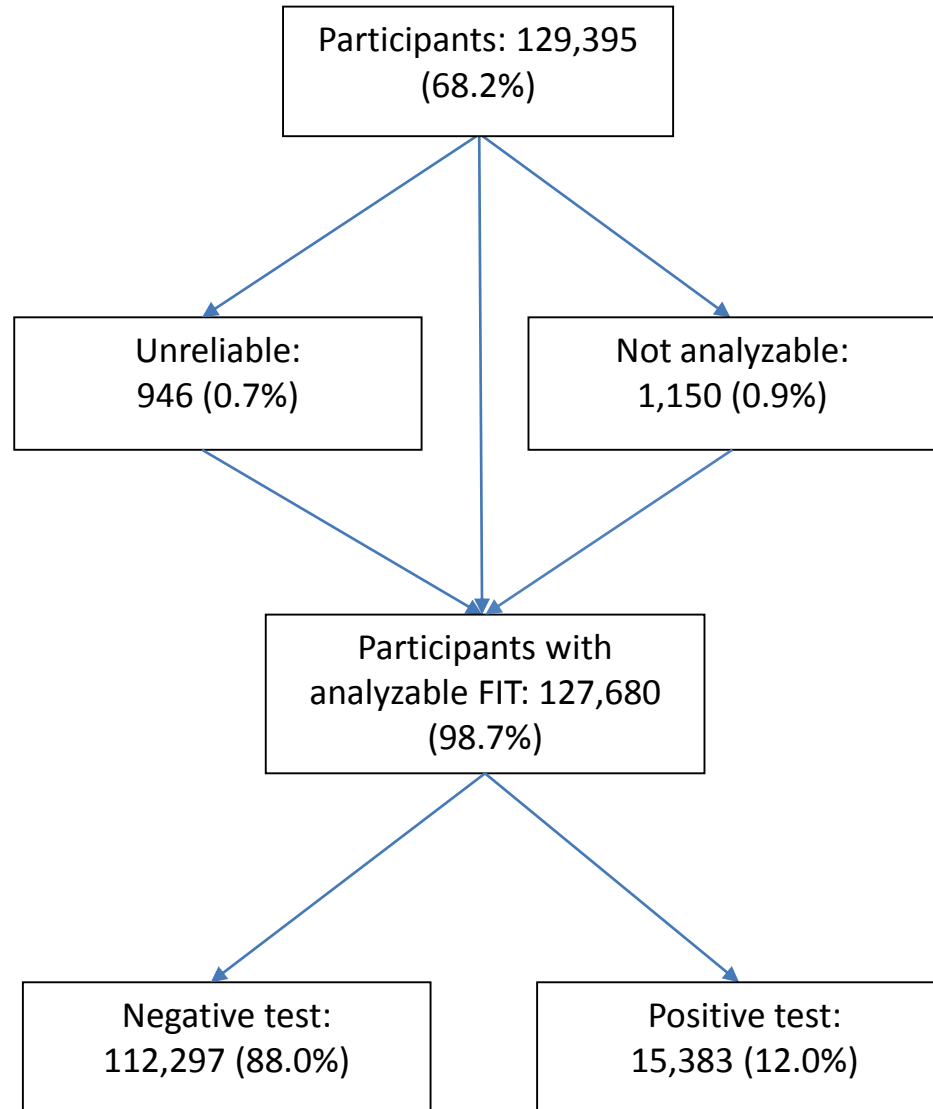 Participants: 129,395
(68.2%)
Unreliable:
946 (0.7%)
Not analyzable:
1,150 (0.9%)
Participants with
analyzable FIT: 127,680
(98.7%)
Negative test:
112,297 (88.0%)
Positive test:
15,383 (12.0%)